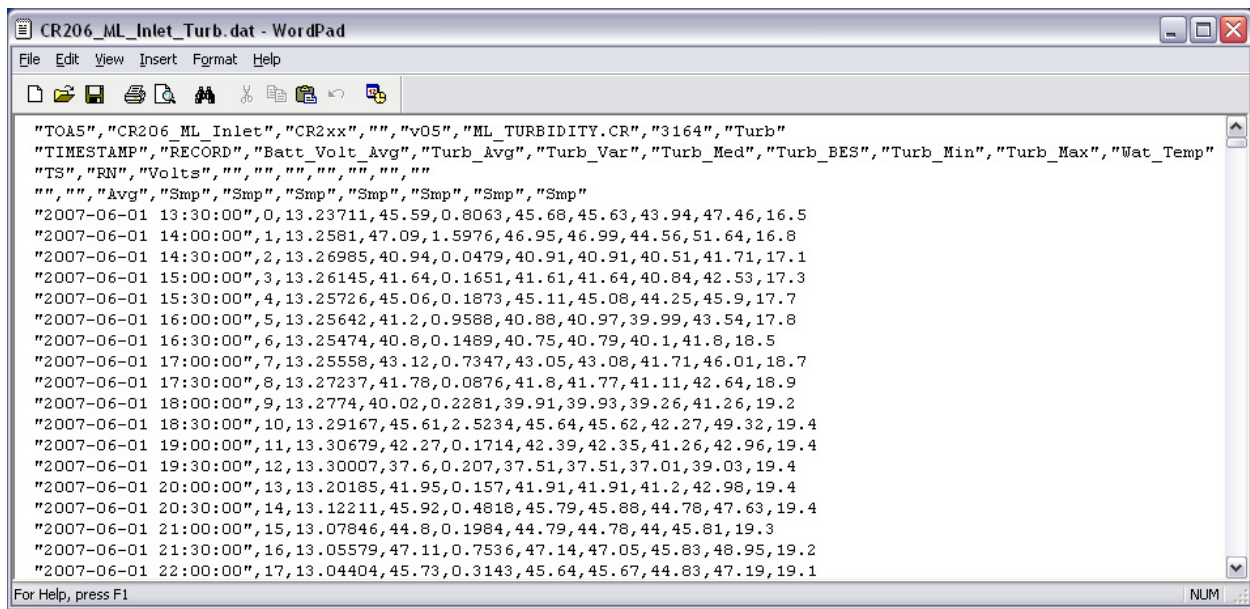 CR206_ML_Inlet_Turb.dat - WordPad
File Edit View Insert Format Help
"TOA5","CR206_ML_Inlet","CR2xx","","v05","ML_TURBIDITY.CR","3164","Turb"
"TIMESTAMP","RECORD","Batt_Volt_Avg","Turb_Avg","Turb_Var","Turb_Med","Turb_BES","Turb_Min","Turb_Max","Wat_Temp"
"TS","RN","Volts","","","","","","",""
"","","Avg","Smp","Smp","Smp","Smp","Smp","Smp","Smp"
"2007-06-01 13:30:00",0,13.23711,45.59,0.8063,45.68,45.63,43.94,47.46,16.5
"2007-06-01 14:00:00",1,13.2581,47.09,1.5976,46.95,46.99,44.56,51.64,16.8
"2007-06-01 14:30:00",2,13.26985,40.94,0.0479,40.91,40.91,40.51,41.71,17.1
"2007-06-01 15:00:00",3,13.26145,41.64,0.1651,41.61,41.64,40.84,42.53,17.3
"2007-06-01 15:30:00",4,13.25726,45.06,0.1873,45.11,45.08,44.25,45.9,17.7
"2007-06-01 16:00:00",5,13.25642,41.2,0.9588,40.88,40.97,39.99,43.54,17.8
"2007-06-01 16:30:00",6,13.25474,40.8,0.1489,40.75,40.79,40.1,41.8,18.5
"2007-06-01 17:00:00",7,13.25558,43.12,0.7347,43.05,43.08,41.71,46.01,18.7
"2007-06-01 17:30:00",8,13.27237,41.78,0.0876,41.8,41.77,41.11,42.64,18.9
"2007-06-01 18:00:00",9,13.2774,40.02,0.2281,39.91,39.93,39.26,41.26,19.2
"2007-06-01 18:30:00",10,13.29167,45.61,2.5234,45.64,45.62,42.27,49.32,19.4
"2007-06-01 19:00:00",11,13.30679,42.27,0.1714,42.39,42.35,41.26,42.96,19.4
"2007-06-01 19:30:00",12,13.30007,37.6,0.207,37.51,37.51,37.01,39.03,19.4
"2007-06-01 20:00:00",13,13.20185,41.95,0.157,41.91,41.91,41.2,42.98,19.4
"2007-06-01 20:30:00",14,13.12211,45.92,0.4818,45.79,45.88,44.78,47.63,19.4
"2007-06-01 21:00:00",15,13.07846,44.8,0.1984,44.79,44.78,44,45.81,19.3
"2007-06-01 21:30:00",16,13.05579,47.11,0.7536,47.14,47.05,45.83,48.95,19.2
"2007-06-01 22:00:00",17,13.04404,45.73,0.3143,45.64,45.67,44.83,47.19,19.1
For Help, press F1 NUM